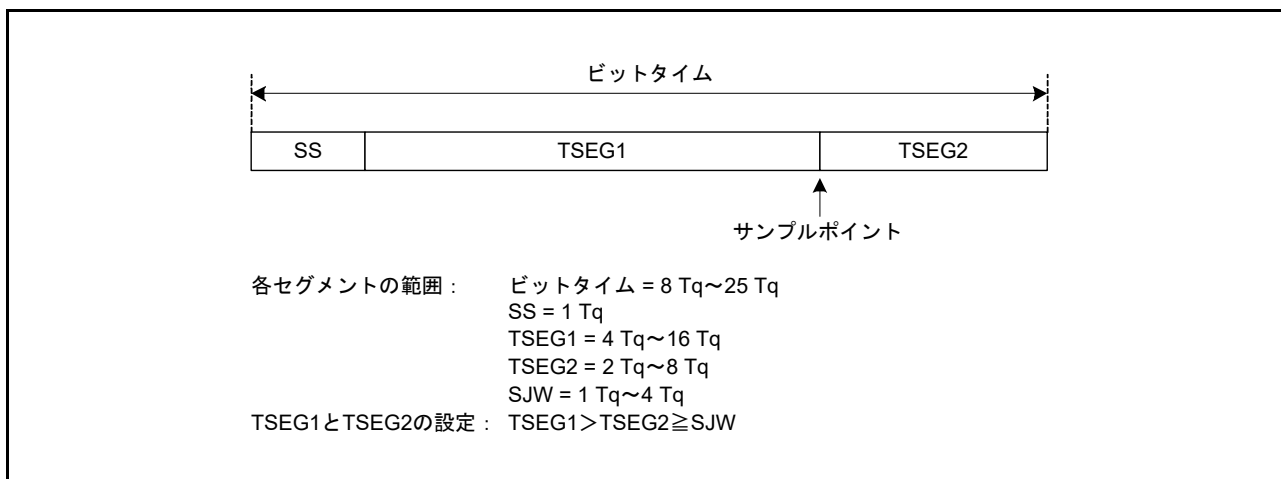 ビットタイム
SS TSEG1 TSEG2
サンプルポイント
各セグメントの範囲： ビットタイム = 8 Tq～25 Tq
SS = 1 Tq
TSEG1 = 4 Tq～16 Tq
TSEG2 = 2 Tq～8 Tq
SJW = 1 Tq～4 Tq
TSEG1とTSEG2の設定： TSEG1＞TSEG2≧SJW